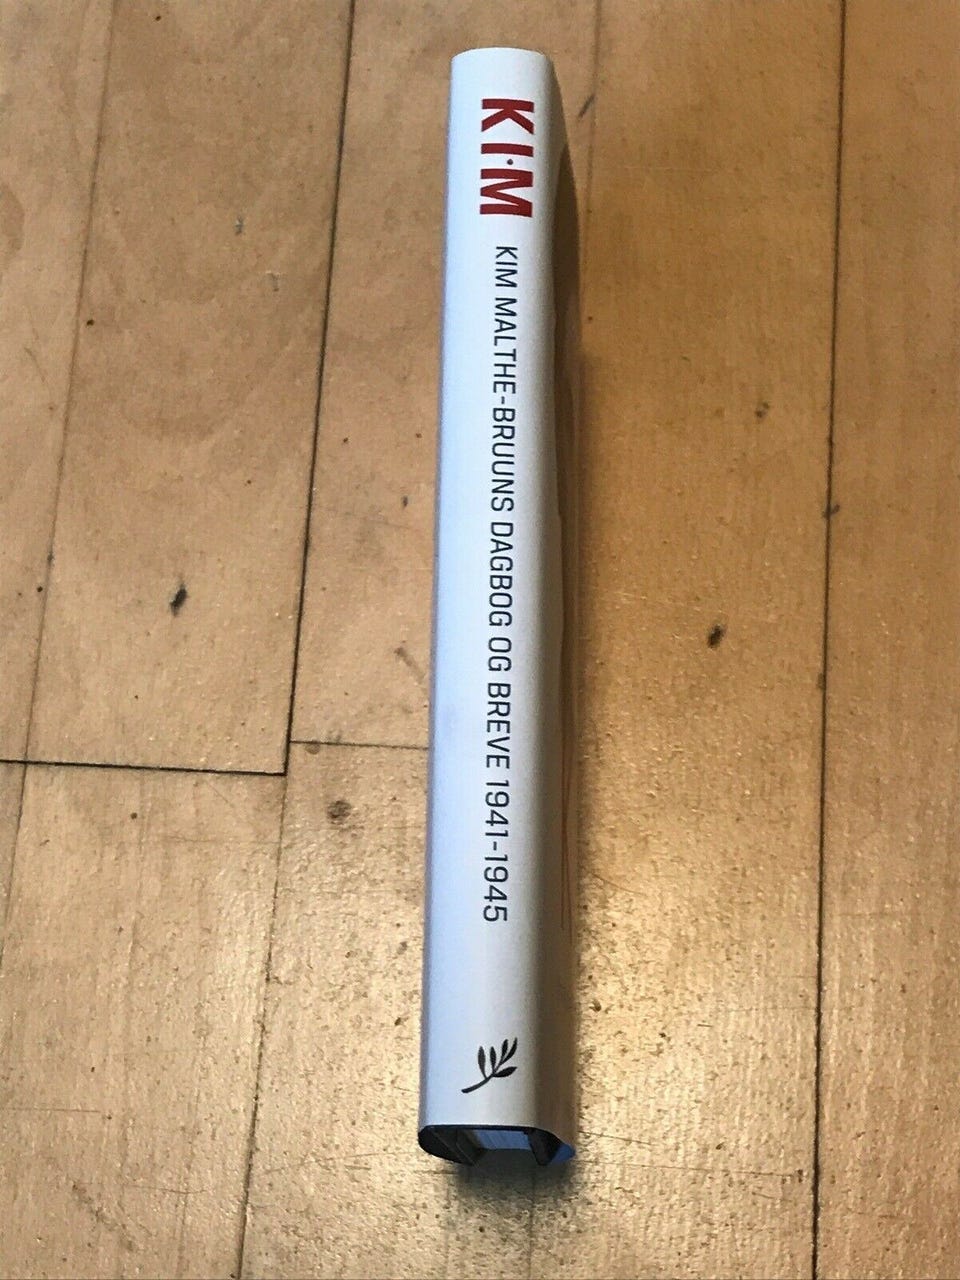 KI·M
KIM MALTHE-BRUUNS DAGBOG OG BREVE 1941-1945